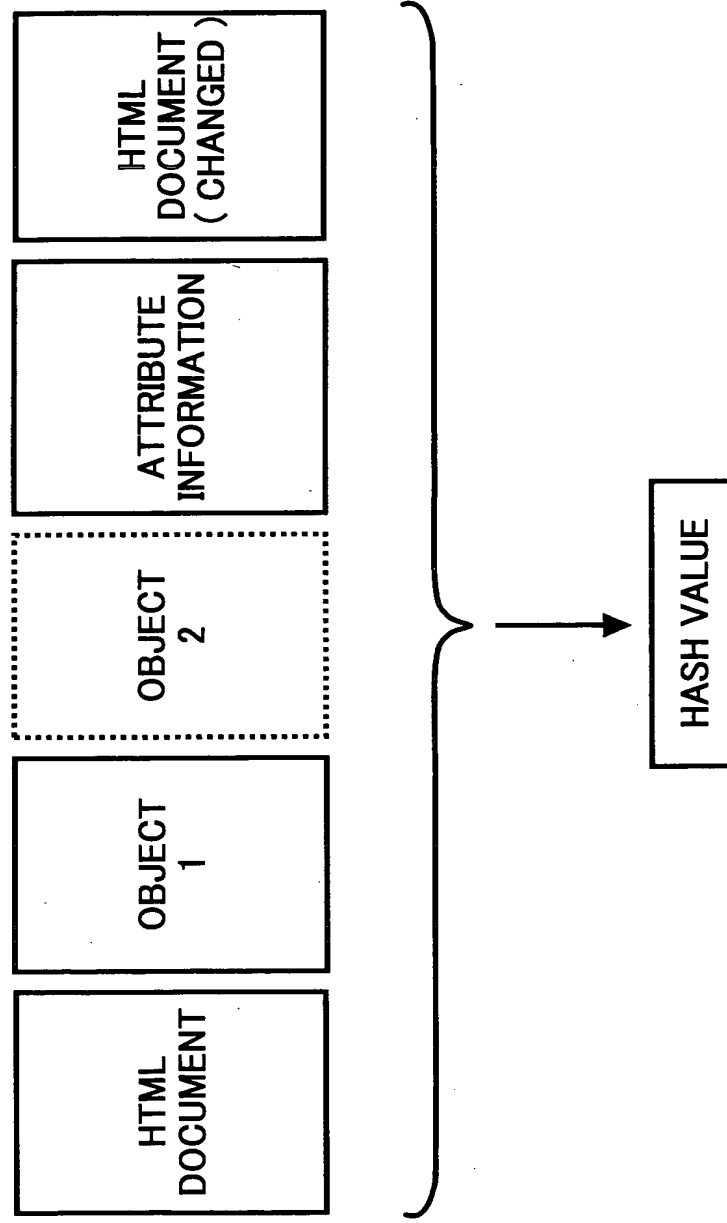 HTML
DOCUMENT
OBJECT
1
OBJECT
2
ATTRIBUTE
INFORMATION
HTML
DOCUMENT
( CHANGED )
HASH VALUE